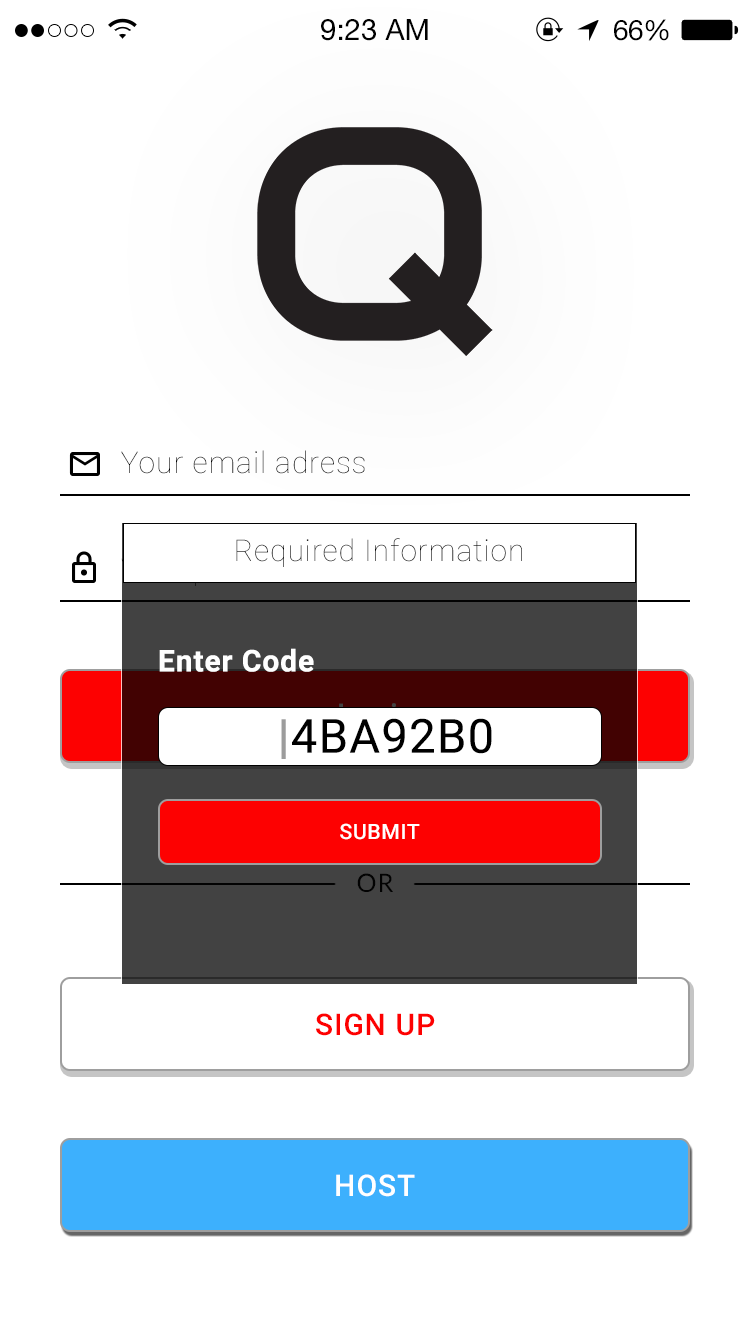 9:23 AM
66%
Q
Your email adress
Required Information
Enter Code
4BA92B0
SUBMIT
OR
SIGN UP
HOST